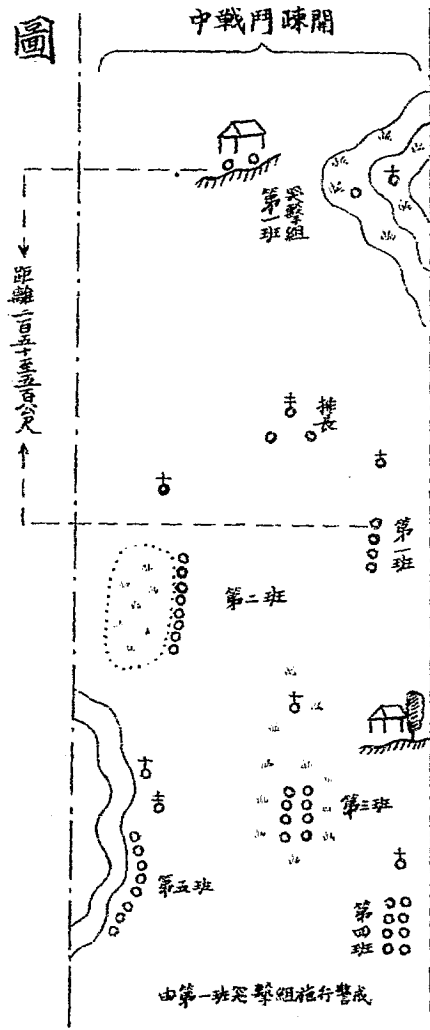 圖
中戦鬥疎開
突擊組
第一班
距離二百五十至五百公尺
排長
第一班
第二班
第三班
第五班
第四班
由第一班突擊組施行警戒